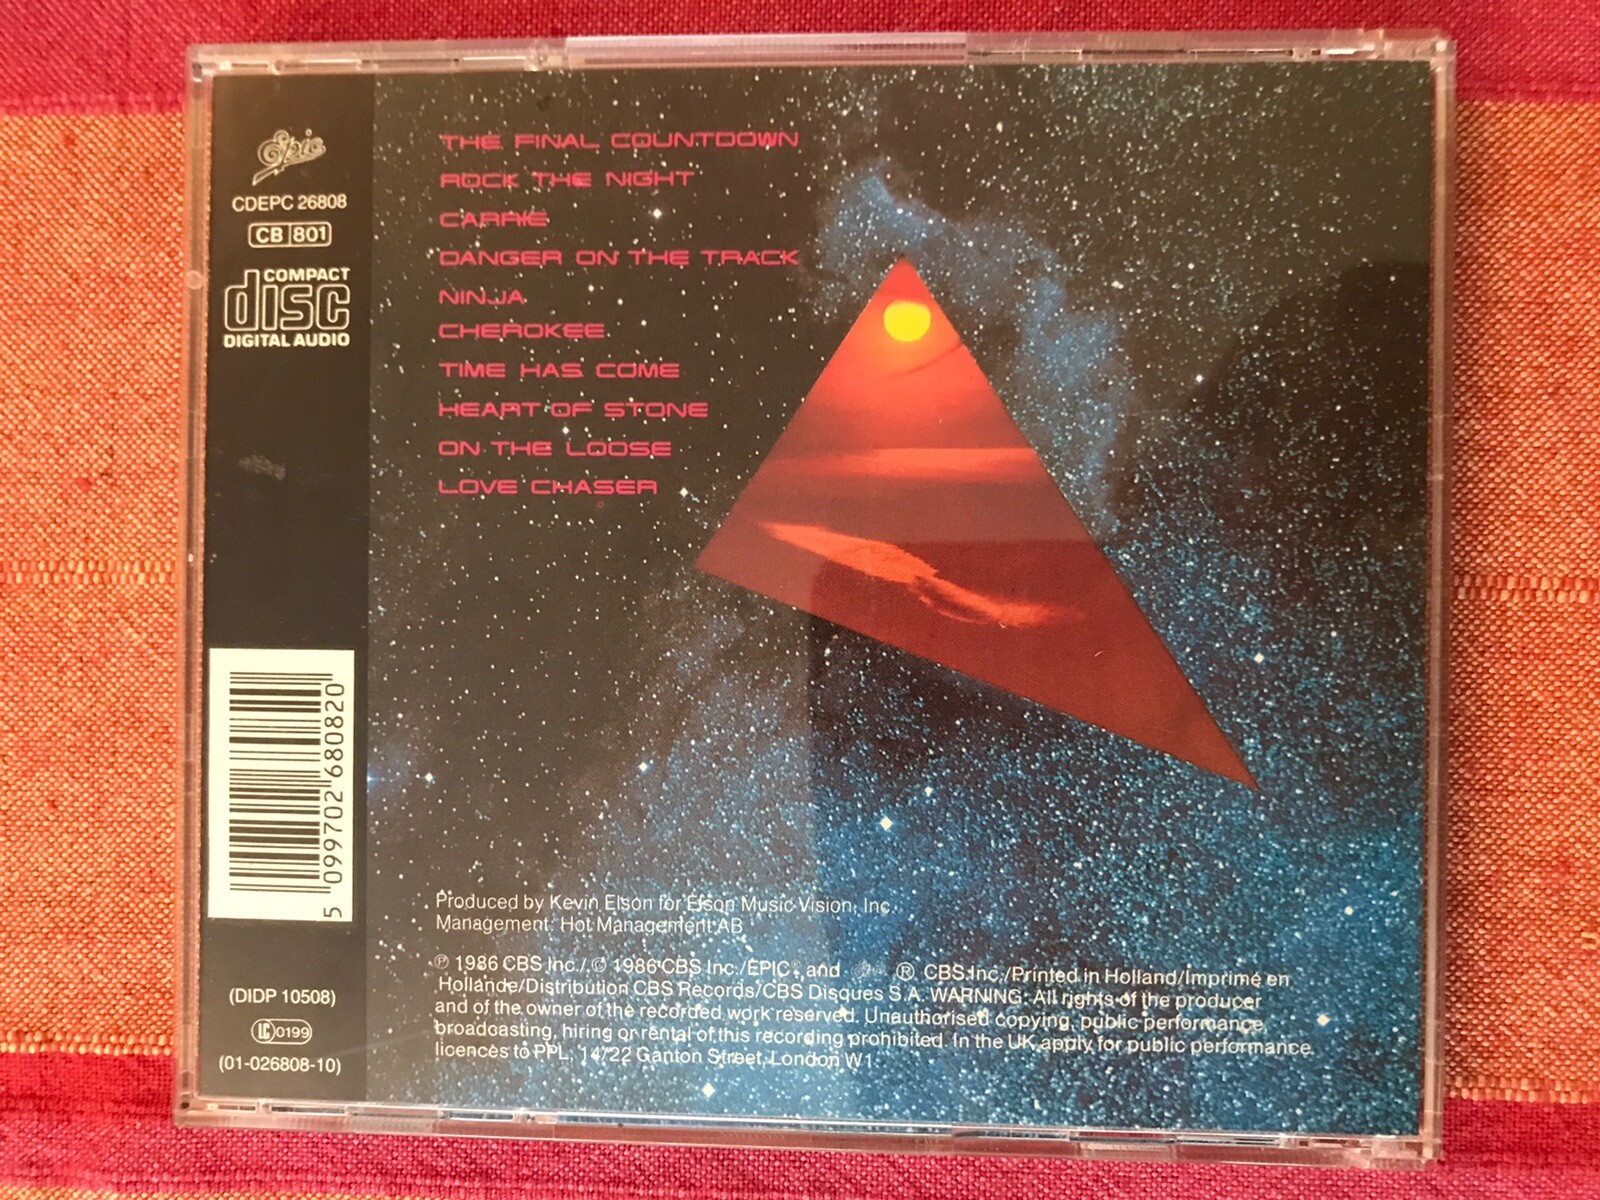 Epic
CDEPC 26808
CB 801
COMPACT
disc
DIGITAL AUDIO
THE FINAL COUNTDOWN
ROCK THE NIGHT
CARRIE
DANGER ON THE TRACK
NINJA
CHEROKEE
TIME HAS COME
HEART OF STONE
ON THE LOOSE
LOVE CHASER
5 099702 680820
(DIDP 10508)
LC 0199
(01-026808-10)
Produced by Kevin Elson for Elson Music Vision, Inc.
Management: Hot Management AB
℗ 1986 CBS Inc./ © 1986 CBS Inc./EPIC®, and Epic ® CBS Inc./Printed in Holland/Imprimé en
Hollande/Distribution CBS Records/CBS Disques S.A. WARNING: All rights of the producer
and of the owner of the recorded work reserved. Unauthorised copying, public performance,
broadcasting, hiring or rental of this recording prohibited. In the UK apply for public performance
licences to PPL, 14/22 Ganton Street, London W1.